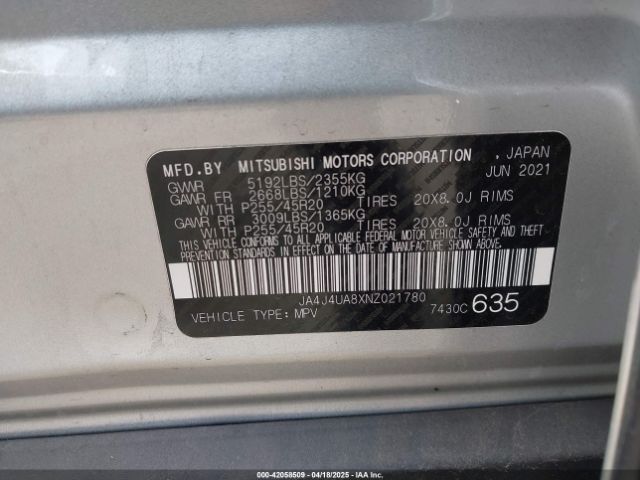 MFD.BY MITSUBISHI MOTORS CORPORATION , JAPAN
GVWR 5192LBS/2355KG JUN 2021
GAWR FR 2668LBS/1210KG
WITH P255/45R20 TIRES 20X8.0J RIMS
GAWR RR 3009LBS/1365KG
WITH P255/45R20 TIRES 20X8.0J RIMS
THIS VEHICLE CONFORMS TO ALL APPLICABLE FEDERAL MOTOR VEHICLE SAFETY AND THEFT
PREVENTION STANDARDS IN EFFECT ON THE DATE OF MANUFACTURE SHOWN ABOVE.
JA4J4UA8XNZ021780
VEHICLE TYPE:MPV 7430C 635
000-42058509 - 04/18/2025 - IAAI.COM